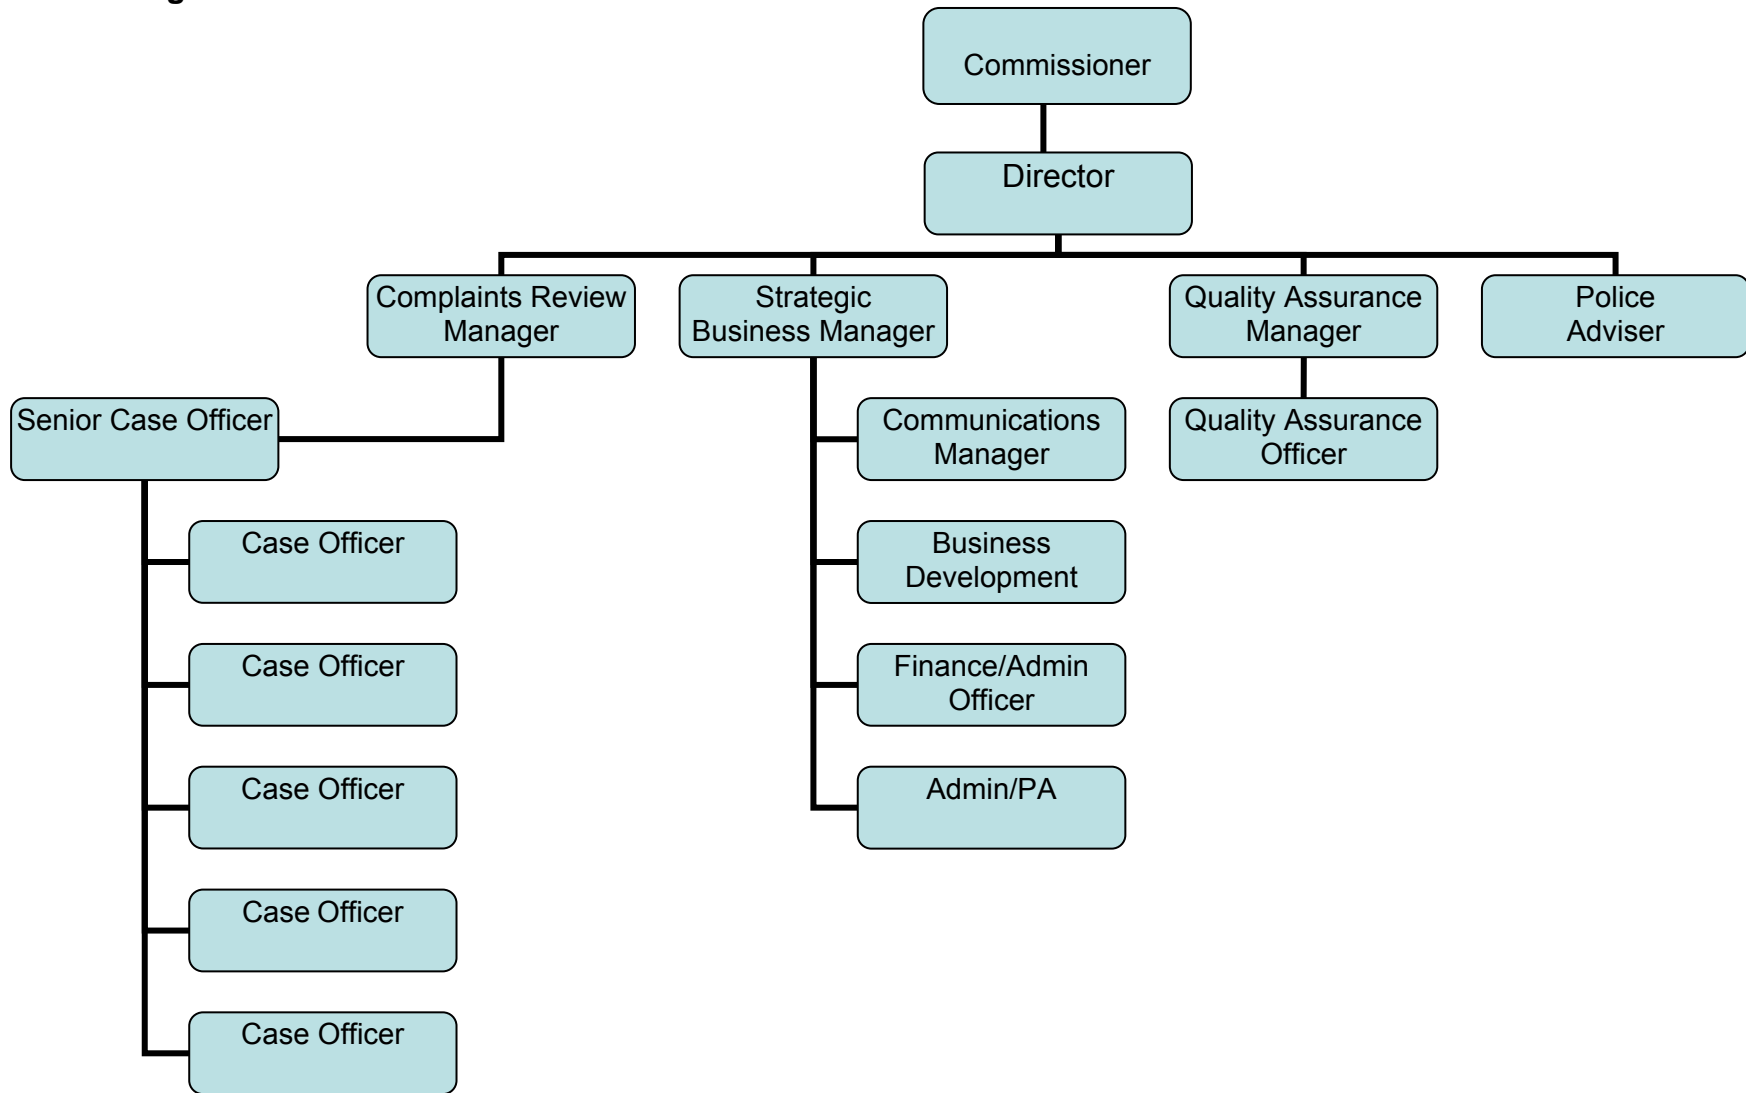 Commissioner
Director
Complaints Review
Manager
Strategic
Business Manager
Quality Assurance
Manager
Police
Adviser
Senior Case Officer
Communications
Manager
Quality Assurance
Officer
Case Officer
Business
Development
Case Officer
Finance/Admin
Officer
Case Officer
Admin/PA
Case Officer
Case Officer